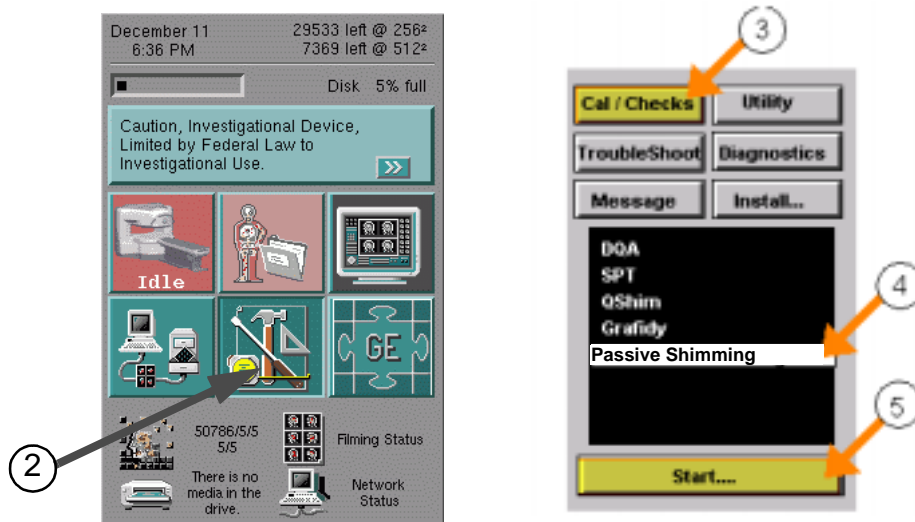 December 11
6:36 PM
29533 left @ 256²
7369 left @ 512²
Disk 5% full
Caution, Investigational Device,
Limited by Federal Law to
Investigational Use.
>>
Idle
GE
50786/5/5
5/5
Filming Status
There is no
media in the
drive.
Network
Status
2
3
Cal / Checks
Utility
TroubleShoot
Diagnostics
Message
Install...
DQA
SPT
QShim
Grafidy
Passive Shimming
4
5
Start....